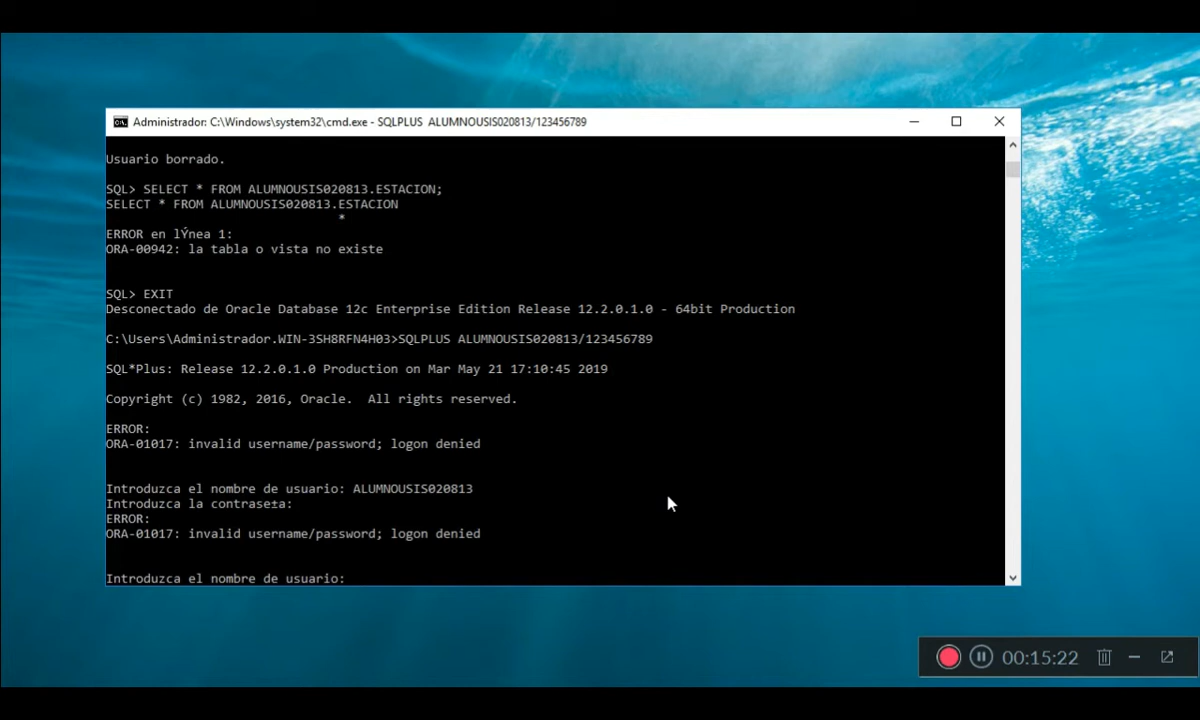 Administrador: C:\Windows\system32\cmd.exe - SQLPLUS  ALUMNOUSIS020813/123456789
Usuario borrado.
SQL> SELECT * FROM ALUMNOUSIS020813.ESTACION;
SELECT * FROM ALUMNOUSIS020813.ESTACION
*
ERROR en lÝnea 1:
ORA-00942: la tabla o vista no existe
SQL> EXIT
Desconectado de Oracle Database 12c Enterprise Edition Release 12.2.0.1.0 - 64bit Production
C:\Users\Administrador.WIN-3SH8RFN4H03>SQLPLUS ALUMNOUSIS020813/123456789
SQL*Plus: Release 12.2.0.1.0 Production on Mar May 21 17:10:45 2019
Copyright (c) 1982, 2016, Oracle.  All rights reserved.
ERROR:
ORA-01017: invalid username/password; logon denied
Introduzca el nombre de usuario: ALUMNOUSIS020813
Introduzca la contrase±a:
ERROR:
ORA-01017: invalid username/password; logon denied
Introduzca el nombre de usuario:
00:15:22